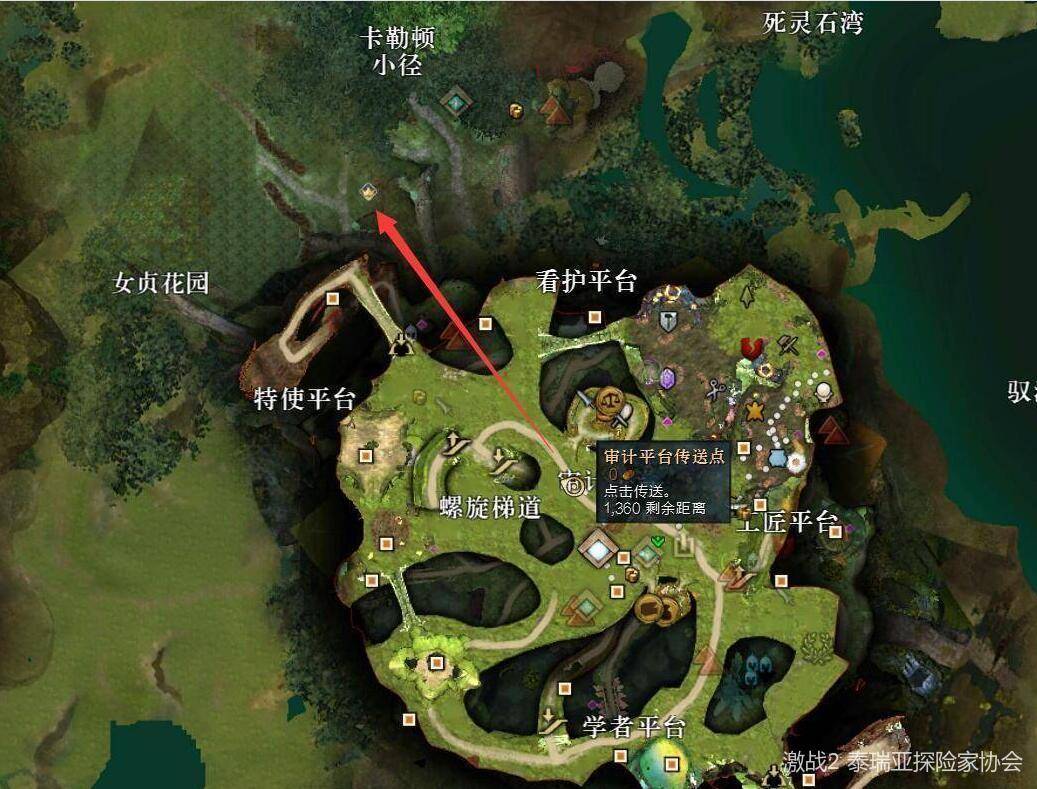 死灵石湾
卡勒顿
小径
女贞花园
看护平台
特使平台
审计平台传送点
0
点击传送。
1,360 剩余距离
螺旋梯道
工匠平台
学者平台
激战2 泰瑞亚探险家协会